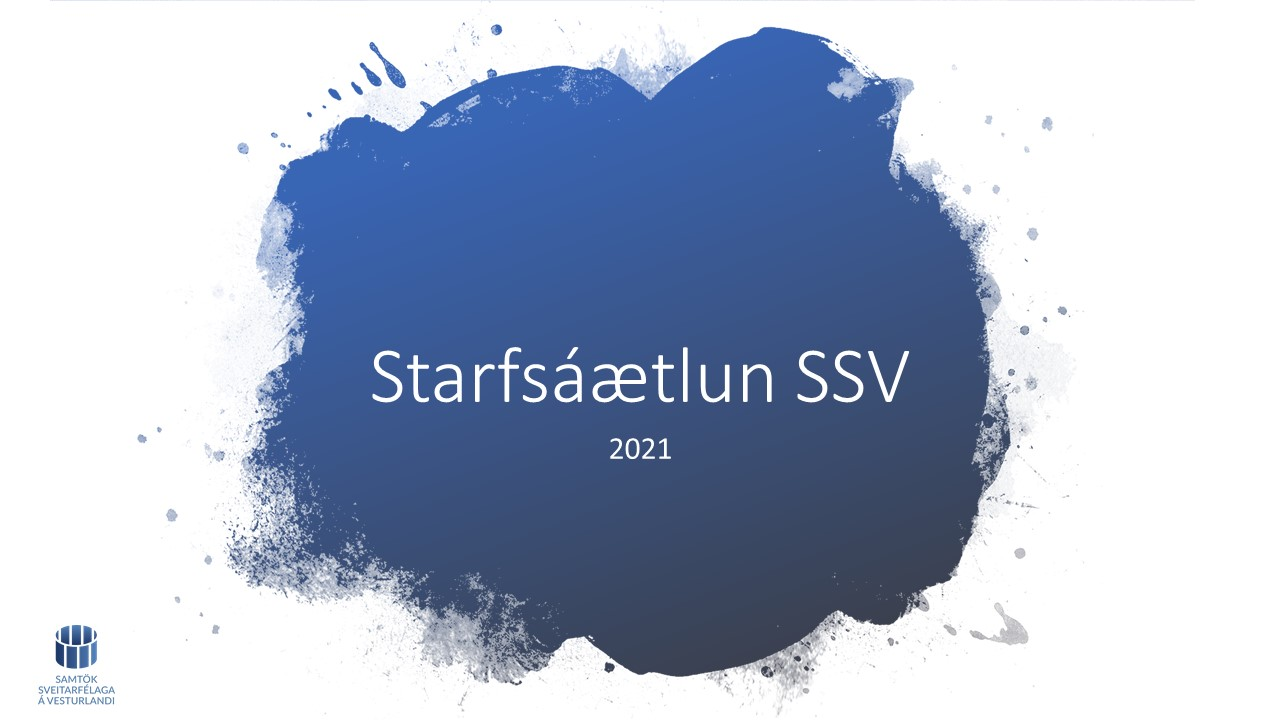 Starfsáætlun SSV
2021
SAMTÖK
SVEITARFÉLAGA
Á VESTURLANDI